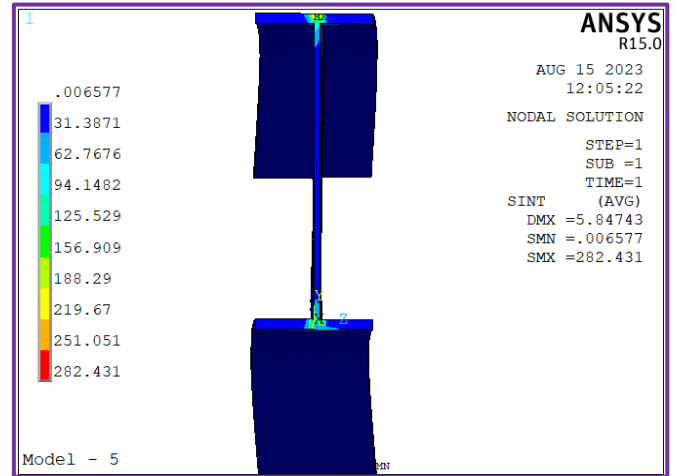 1
ANSYS
R15.0
AUG 15 2023
12:05:22
NODAL SOLUTION
STEP=1
SUB =1
TIME=1
SINT (AVG)
DMX =5.84743
SMN =.006577
SMX =282.431
.006577
31.3871
62.7676
94.1482
125.529
156.909
188.29
219.67
251.051
282.431
Y
X
Z
MN
Model - 5